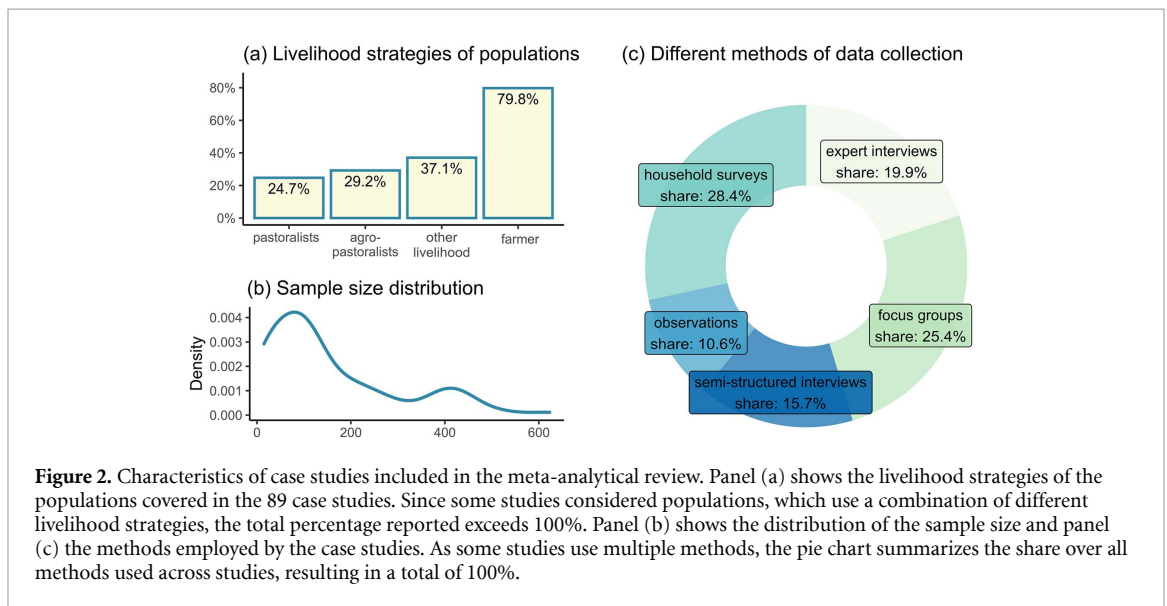 (a) Livelihood strategies of populations
80%
60%
40%
20%
0%
24.7%
29.2%
37.1%
79.8%
pastoralists
agro-
pastoralists
other
livelihood
farmer
(b) Sample size distribution
Density
0.004
0.003
0.002
0.001
0.000
0
200
400
600
(c) Different methods of data collection
expert interviews
share: 19.9%
household surveys
share: 28.4%
focus groups
share: 25.4%
observations
share: 10.6%
semi-structured interviews
share: 15.7%
Figure 2. Characteristics of case studies included in the meta-analytical review. Panel (a) shows the livelihood strategies of the
populations covered in the 89 case studies. Since some studies considered populations, which use a combination of different
livelihood strategies, the total percentage reported exceeds 100%. Panel (b) shows the distribution of the sample size and panel
(c) the methods employed by the case studies. As some studies use multiple methods, the pie chart summarizes the share over all
methods used across studies, resulting in a total of 100%.